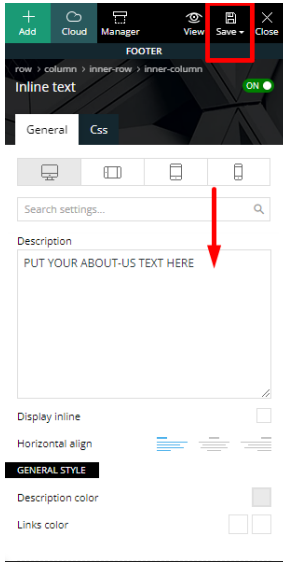 Add Cloud Manager View Save Close
FOOTER
row > column > inner-row > inner-column
Inline text ON
General Css
Search settings...
Description
PUT YOUR ABOUT-US TEXT HERE
Display inline
Horizontal align
GENERAL STYLE
Description color
Links color